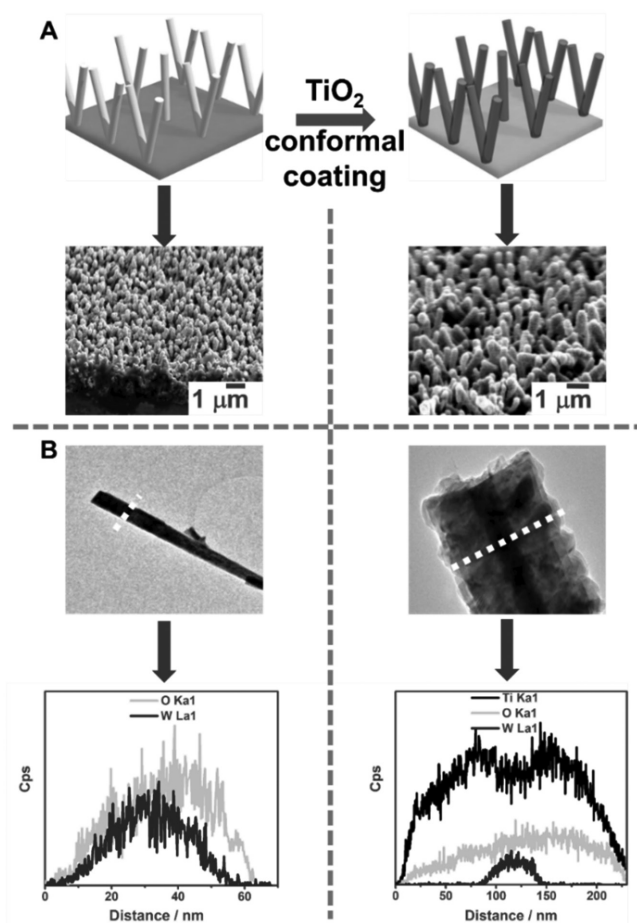 A
TiO2
conformal
coating
1 μm
1 μm
B
O Ka1
W La1
Cps
0 20 40 60
Distance / nm
Ti Ka1
O Ka1
W La1
Cps
0 50 100 150 200
Distance / nm